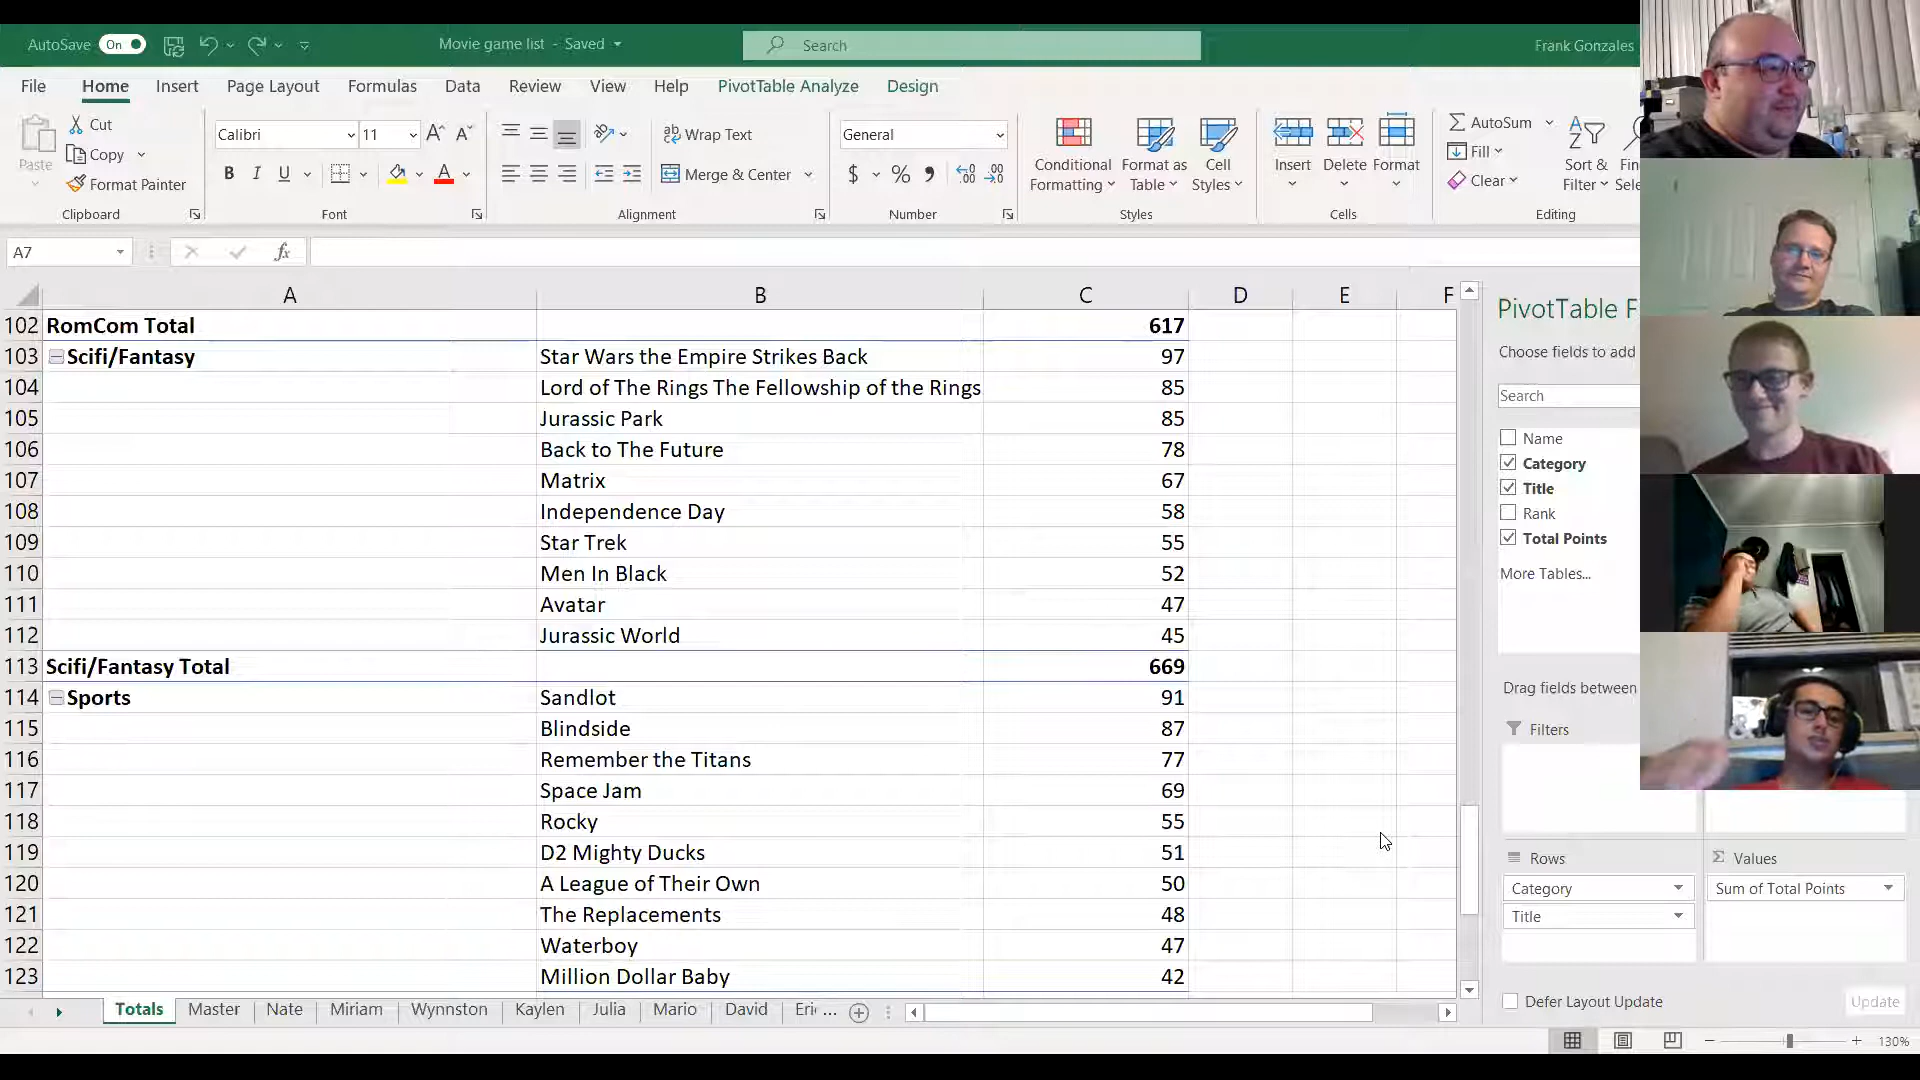 AutoSave On Movie game list - Saved Search Frank Gonzales
File Home Insert Page Layout Formulas Data Review View Help PivotTable Analyze Design
Paste Cut Copy Format Painter Clipboard
Calibri 11 B I U A Font
Wrap Text Merge & Center Alignment
General $ % Number
Conditional Formatting Format as Table Cell Styles Styles
Insert Delete Format Cells
AutoSum Fill Clear Sort & Filter Editing
A7 fx
A B C D E F
102 RomCom Total 617
103 Scifi/Fantasy Star Wars the Empire Strikes Back 97
104 Lord of The Rings The Fellowship of the Rings 85
105 Jurassic Park 85
106 Back to The Future 78
107 Matrix 67
108 Independence Day 58
109 Star Trek 55
110 Men In Black 52
111 Avatar 47
112 Jurassic World 45
113 Scifi/Fantasy Total 669
114 Sports Sandlot 91
115 Blindside 87
116 Remember the Titans 77
117 Space Jam 69
118 Rocky 55
119 D2 Mighty Ducks 51
120 A League of Their Own 50
121 The Replacements 48
122 Waterboy 47
123 Million Dollar Baby 42
PivotTable F
Choose fields to add
Search
Name
Category
Title
Rank
Total Points
More Tables...
Drag fields between
Filters
Rows Values
Category Sum of Total Points
Title
Defer Layout Update Update
Totals Master Nate Miriam Wynnston Kaylen Julia Mario David Eri ...
130%